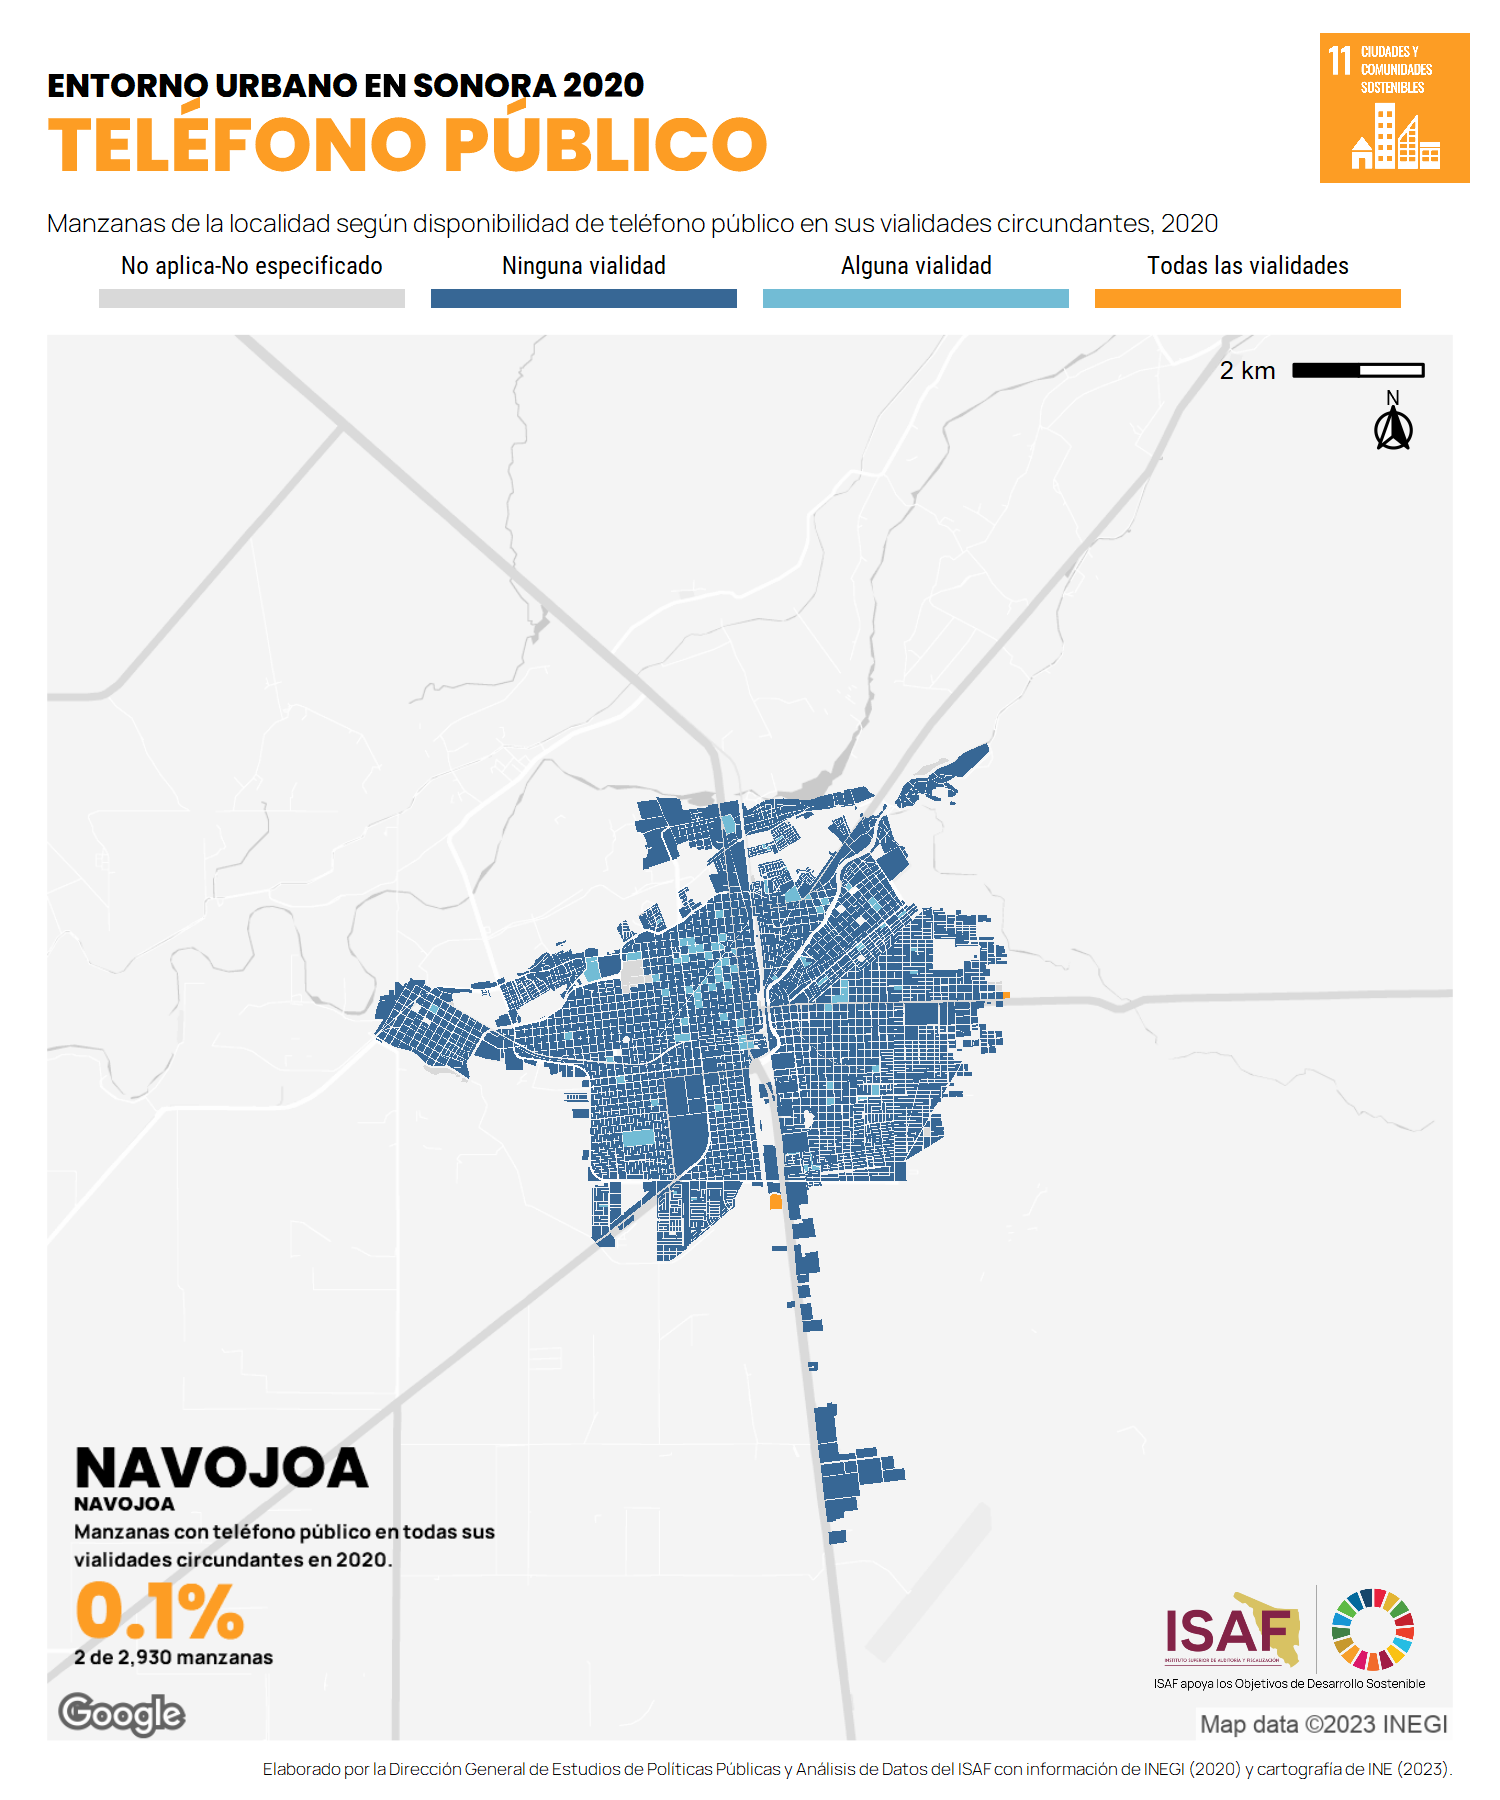 ENTORNO URBANO EN SONORA 2020
TELÉFONO PÚBLICO
11 CIUDADES Y
COMUNIDADES
SOSTENIBLES
Manzanas de la localidad según disponibilidad de teléfono público en sus vialidades circundantes, 2020
No aplica-No especificado Ninguna vialidad Alguna vialidad Todas las vialidades
2 km
N
NAVOJOA
NAVOJOA
Manzanas con teléfono público en todas sus
vialidades circundantes en 2020.
0.1%
2 de 2,930 manzanas
ISAF
INSTITUTO SUPERIOR DE AUDITORÍA Y FISCALIZACIÓN
ISAF apoya los Objetivos de Desarrollo Sostenible
Google
Map data ©2023 INEGI
Elaborado por la Dirección General de Estudios de Políticas Públicas y Análisis de Datos del ISAF con información de INEGI (2020) y cartografía de INE (2023).